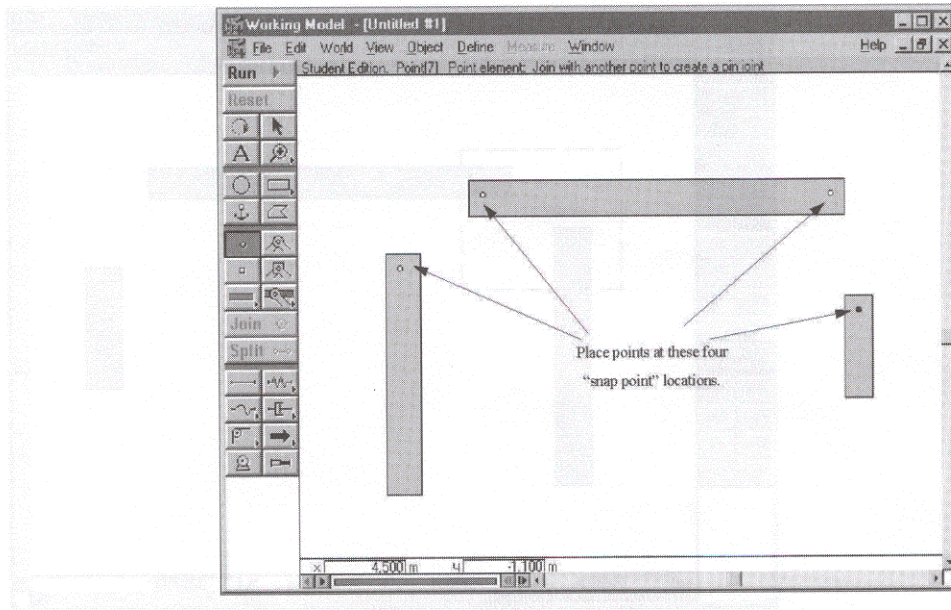 Working Model - [Untitled #1]
File Edit World View Object Define Measure Window Help
Run
Student Edition. Point[7] Point element: Join with another point to create a pin joint
Reset
A
Join
Split
Place points at these four
“snap point” locations.
x 4.500 m y -1.100 m